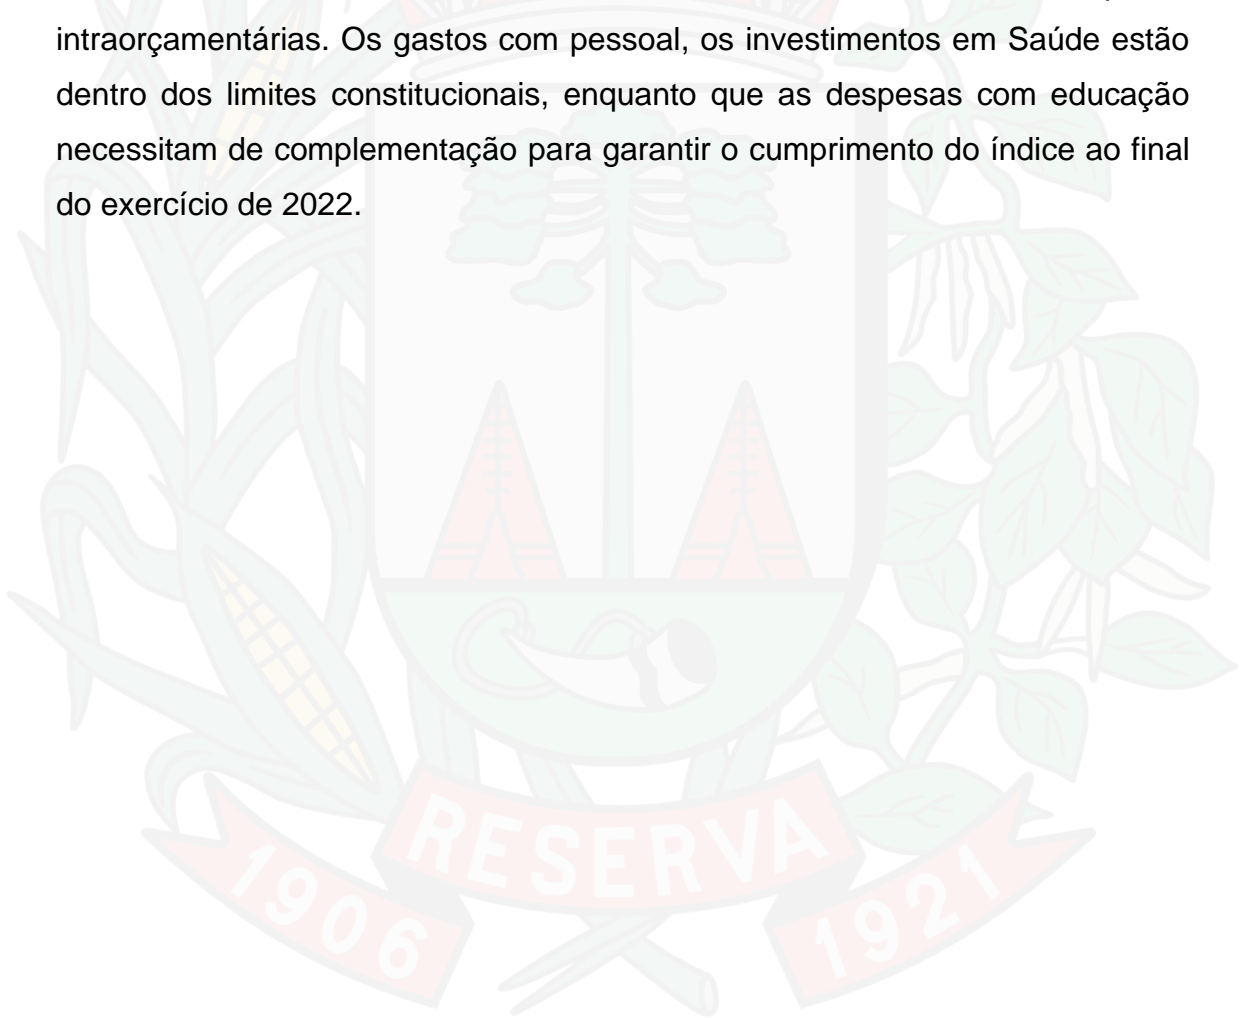 intraorçamentárias. Os gastos com pessoal, os investimentos em Saúde estão
dentro dos limites constitucionais, enquanto que as despesas com educação
necessitam de complementação para garantir o cumprimento do índice ao final
do exercício de 2022.
RESERVA
1906
1921